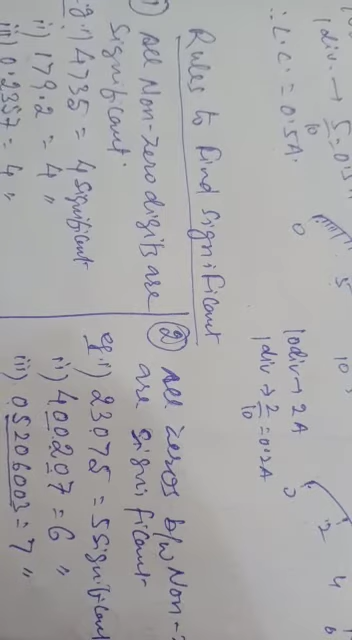 1 div. → 5/10 = 0.5
∴ L.C. = 0.5A.
0 5 10
10 div → 2A
1 div → 2/10 = 0.2A
0 2 4
Rules to find significant
① All Non-zero digits are
significant.
e.g. i) 4735 = 4 significant
ii) 179.2 = 4 "
iii) 0.2357 = 4 "
② All zeros b/w Non-
are significant
eg. i) 23075 = 5 significant
ii) 400207 = 6 "
iii) 05206003 = 7 "